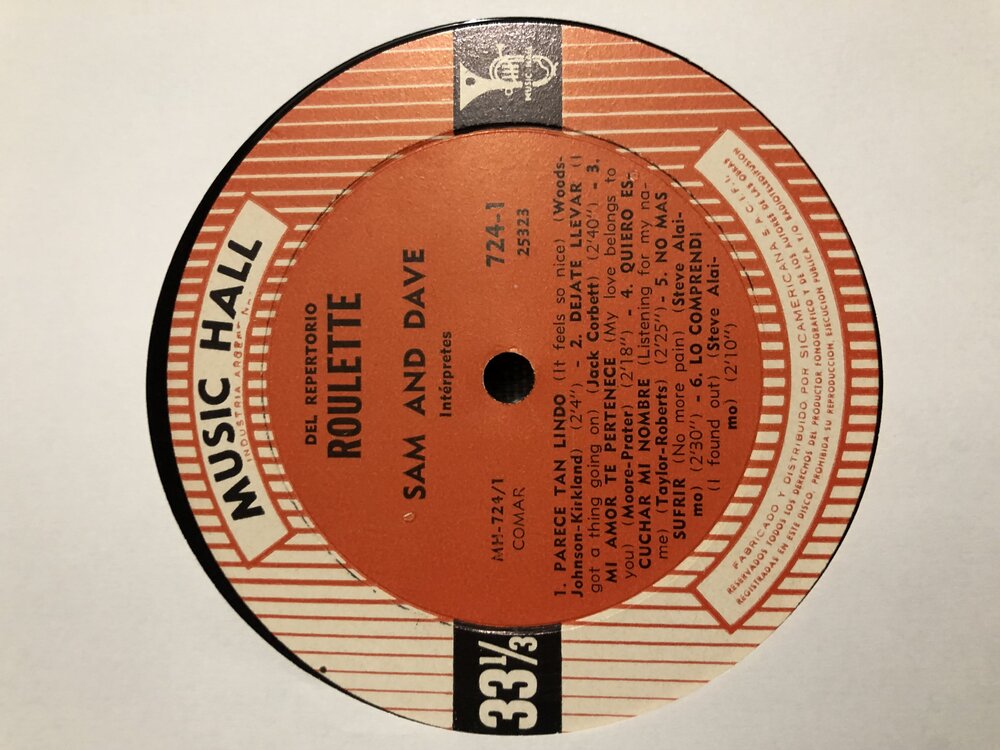 MUSIC HALL
INDUSTRIA ARGENTINA
DEL REPERTORIO
ROULETTE
SAM AND DAVE
Intérpretes
MH-724/1
COMAR
724-1
25323
1. PARECE TAN LINDO (It feels so nice) (Woods-
Johnson-Kirkland) (2'4") - 2. DEJATE LLEVAR (I
got a thing going on) (Jack Corbett) (2'40") - 3.
MI AMOR TE PERTENECE (My love belongs to
you) (Moore-Prater) (2'18") - 4. QUIERO ES-
CUCHAR MI NOMBRE (Listening for my na-
me) (Taylor-Roberts) (2'25") - 5. NO MAS
SUFRIR (No more pain) (Steve Alai-
mo) (2'30") - 6. LO COMPRENDI
(I found out) (Steve Alai-
mo) (2'10")
33 1/3
MUSIC HALL
FABRICADO Y DISTRIBUIDO POR SICAMERICANA S.A.C.I.F.I.
RESERVADOS TODOS LOS DERECHOS DEL PRODUCTOR FONOGRAFICO Y DE LOS AUTORES DE LAS OBRAS
REGISTRADAS EN ESTE DISCO, PROHIBIDA SU REPRODUCCION, EJECUCION PUBLICA Y/O RADIOTELEDIFUSION